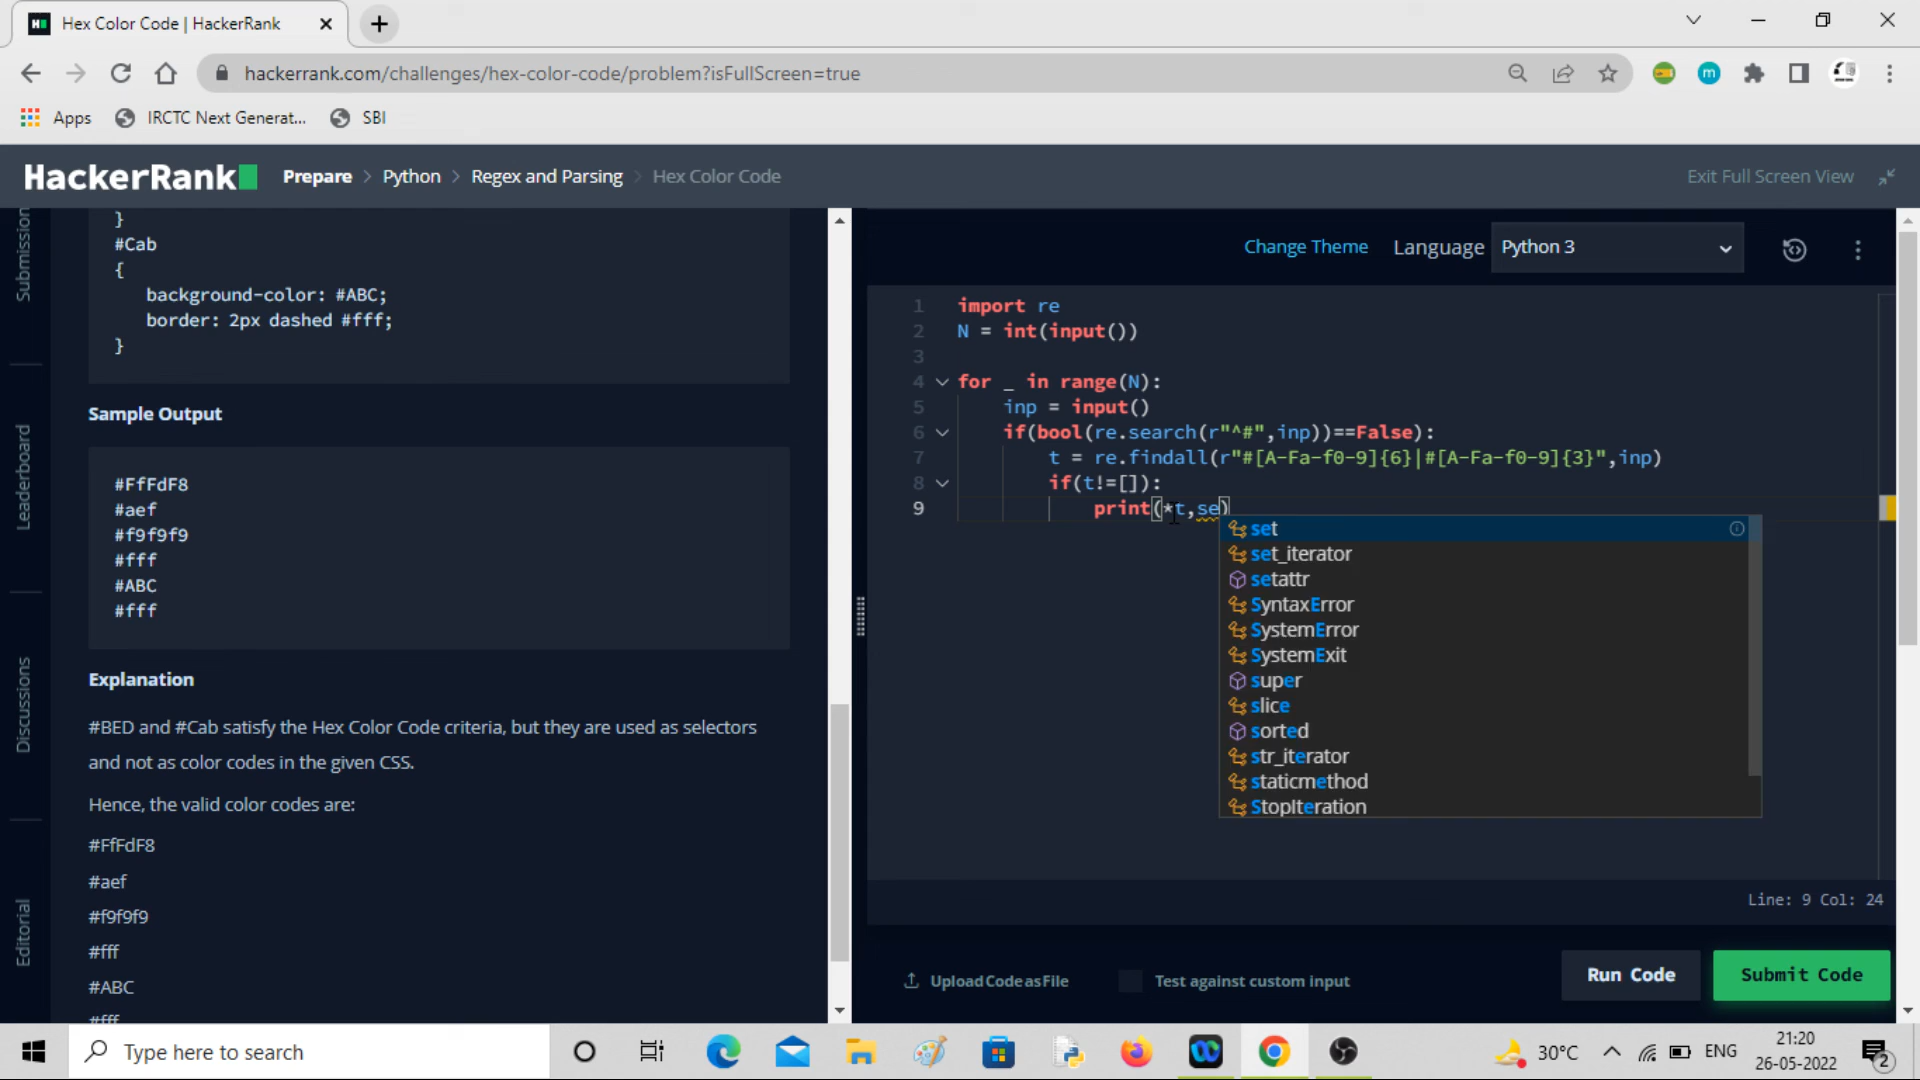 Hex Color Code | HackerRank
hackerrank.com/challenges/hex-color-code/problem?isFullScreen=true
m
Apps
IRCTC Next Generat...
SBI
HackerRank
Prepare > Python > Regex and Parsing > Hex Color Code
Exit Full Screen View
Submission
Leaderboard
Discussions
Editorial
}
#Cab
{
background-color: #ABC;
border: 2px dashed #fff;
}
Sample Output
#FfFdF8
#aef
#f9f9f9
#fff
#ABC
#fff
Explanation
#BED and #Cab satisfy the Hex Color Code criteria, but they are used as selectors
and not as color codes in the given CSS.
Hence, the valid color codes are:
#FfFdF8
#aef
#f9f9f9
#fff
#ABC
#fff
Change Theme
Language
Python 3
1 import re
2 N = int(input())
3
4 for _ in range(N):
5 inp = input()
6 if(bool(re.search(r"^#",inp))==False):
7 t = re.findall(r"#[A-Fa-f0-9]{6}|#[A-Fa-f0-9]{3}",inp)
8 if(t!=[]):
9 print(*t,se)
set
set_iterator
setattr
SyntaxError
SystemError
SystemExit
super
slice
sorted
str_iterator
staticmethod
StopIteration
Line: 9 Col: 24
Upload Code as File
Test against custom input
Run Code
Submit Code
Type here to search
30°C
ENG
21:20
26-05-2022
2